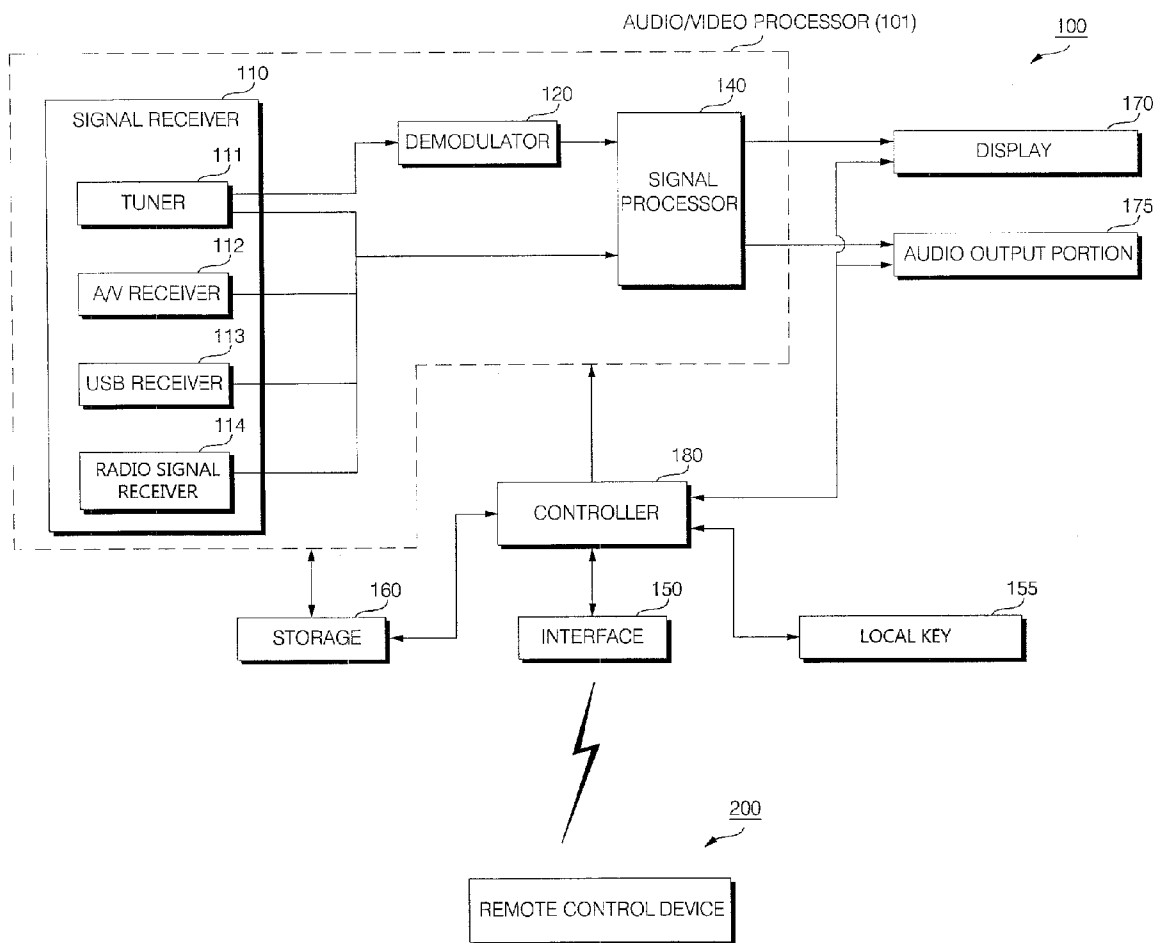 AUDIO/VIDEO PROCESSOR (101)
100
110
SIGNAL RECEIVER
120
DEMODULATOR
140
SIGNAL
PROCESSOR
170
DISPLAY
111
TUNER
175
AUDIO OUTPUT PORTION
112
A/V RECEIVER
113
USB RECEIVER
114
RADIO SIGNAL
RECEIVER
180
CONTROLLER
160
STORAGE
150
INTERFACE
155
LOCAL KEY
200
REMOTE CONTROL DEVICE